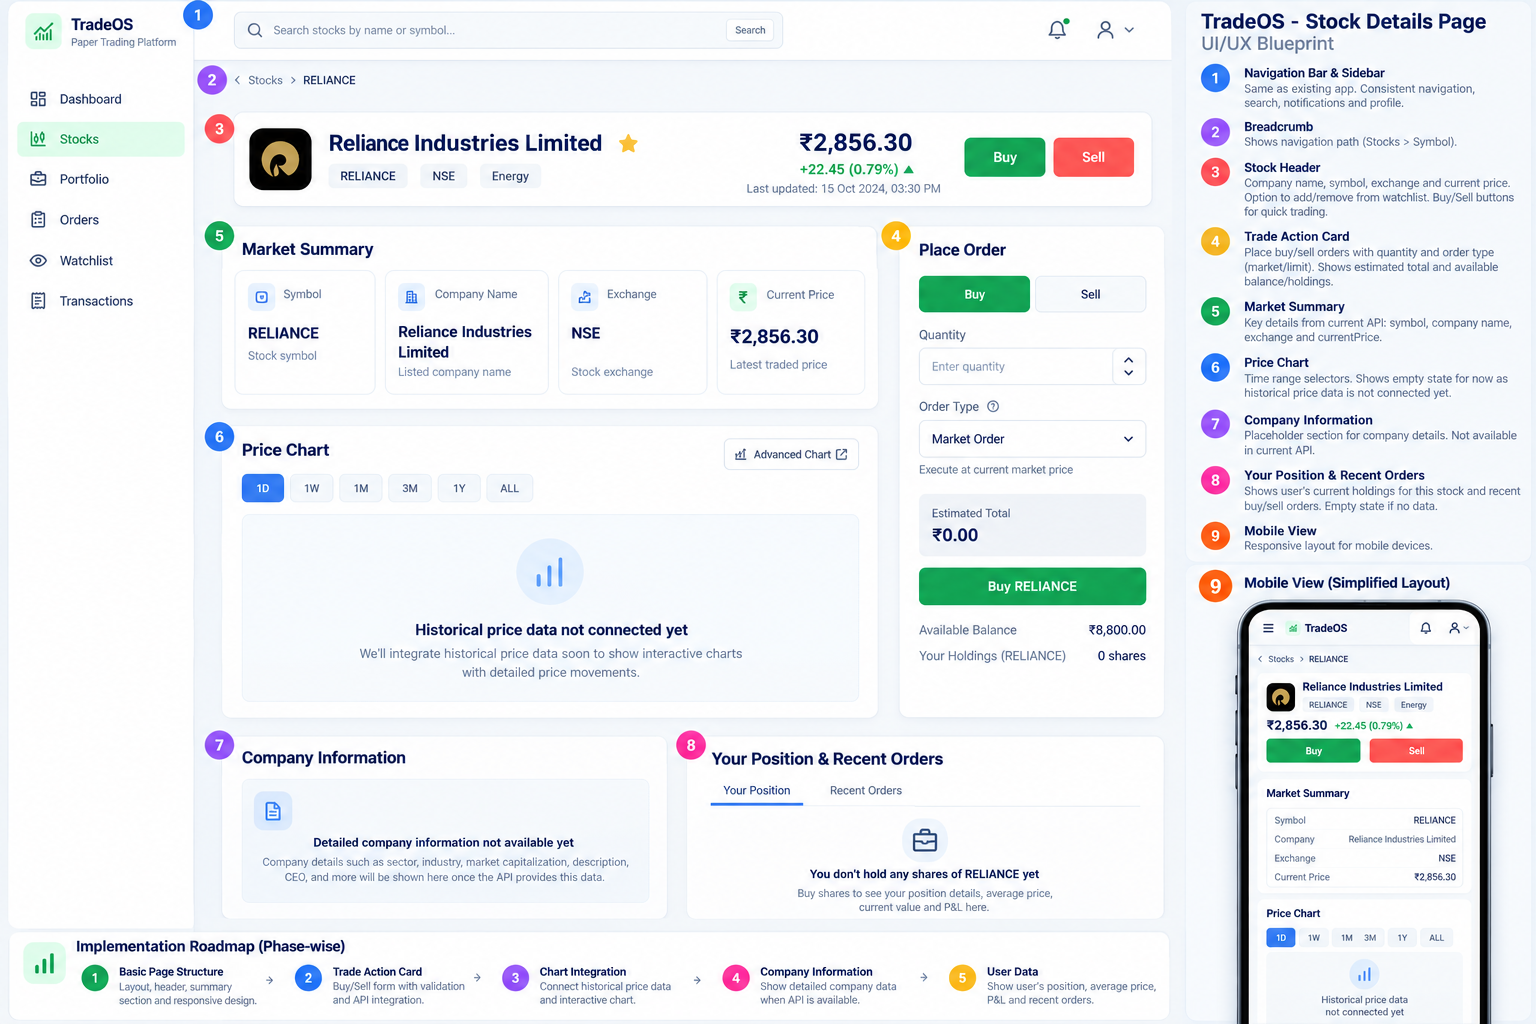 TradeOS
Paper Trading Platform
Dashboard
Stocks
Portfolio
Orders
Watchlist
Transactions
1
Search stocks by name or symbol...
Search
2
Stocks > RELIANCE
3
Reliance Industries Limited
RELIANCE
NSE
Energy
₹2,856.30
+22.45 (0.79%) ▲
Last updated: 15 Oct 2024, 03:30 PM
Buy
Sell
5
Market Summary
Symbol
RELIANCE
Stock symbol
Company Name
Reliance Industries
Limited
Listed company name
Exchange
NSE
Stock exchange
₹
Current Price
₹2,856.30
Latest traded price
4
Place Order
Buy
Sell
Quantity
Enter quantity
Order Type ?
Market Order
Execute at current market price
Estimated Total
₹0.00
Buy RELIANCE
Available Balance ₹8,800.00
Your Holdings (RELIANCE) 0 shares
6
Price Chart
Advanced Chart
1D
1W
1M
3M
1Y
ALL
Historical price data not connected yet
We'll integrate historical price data soon to show interactive charts
with detailed price movements.
7
Company Information
Detailed company information not available yet
Company details such as sector, industry, market capitalization, description,
CEO, and more will be shown here once the API provides this data.
8
Your Position & Recent Orders
Your Position
Recent Orders
You don't hold any shares of RELIANCE yet
Buy shares to see your position details, average price,
current value and P&L here.
Implementation Roadmap (Phase-wise)
1
Basic Page Structure
Layout, header, summary
section and responsive design.
2
Trade Action Card
Buy/Sell form with validation
and API integration.
3
Chart Integration
Connect historical price data
and interactive chart.
4
Company Information
Show detailed company data
when API is available.
5
User Data
Show user's position, average price,
P&L and recent orders.
TradeOS - Stock Details Page
UI/UX Blueprint
1
Navigation Bar & Sidebar
Same as existing app. Consistent navigation,
search, notifications and profile.
2
Breadcrumb
Shows navigation path (Stocks > Symbol).
3
Stock Header
Company name, symbol, exchange and current price.
Option to add/remove from watchlist. Buy/Sell buttons
for quick trading.
4
Trade Action Card
Place buy/sell orders with quantity and order type
(market/limit). Shows estimated total and available
balance/holdings.
5
Market Summary
Key details from current API: symbol, company name,
exchange and currentPrice.
6
Price Chart
Time range selectors. Shows empty state for now as
historical price data is not connected yet.
7
Company Information
Placeholder section for company details. Not available
in current API.
8
Your Position & Recent Orders
Shows user's current holdings for this stock and recent
buy/sell orders. Empty state if no data.
9
Mobile View
Responsive layout for mobile devices.
9
Mobile View (Simplified Layout)
TradeOS
Stocks > RELIANCE
Reliance Industries Limited
RELIANCE
NSE
Energy
₹2,856.30 +22.45 (0.79%) ▲
Buy
Sell
Market Summary
Symbol RELIANCE
Company Reliance Industries Limited
Exchange NSE
Current Price ₹2,856.30
Price Chart
1D
1W
1M
3M
1Y
ALL
Historical price data
not connected yet